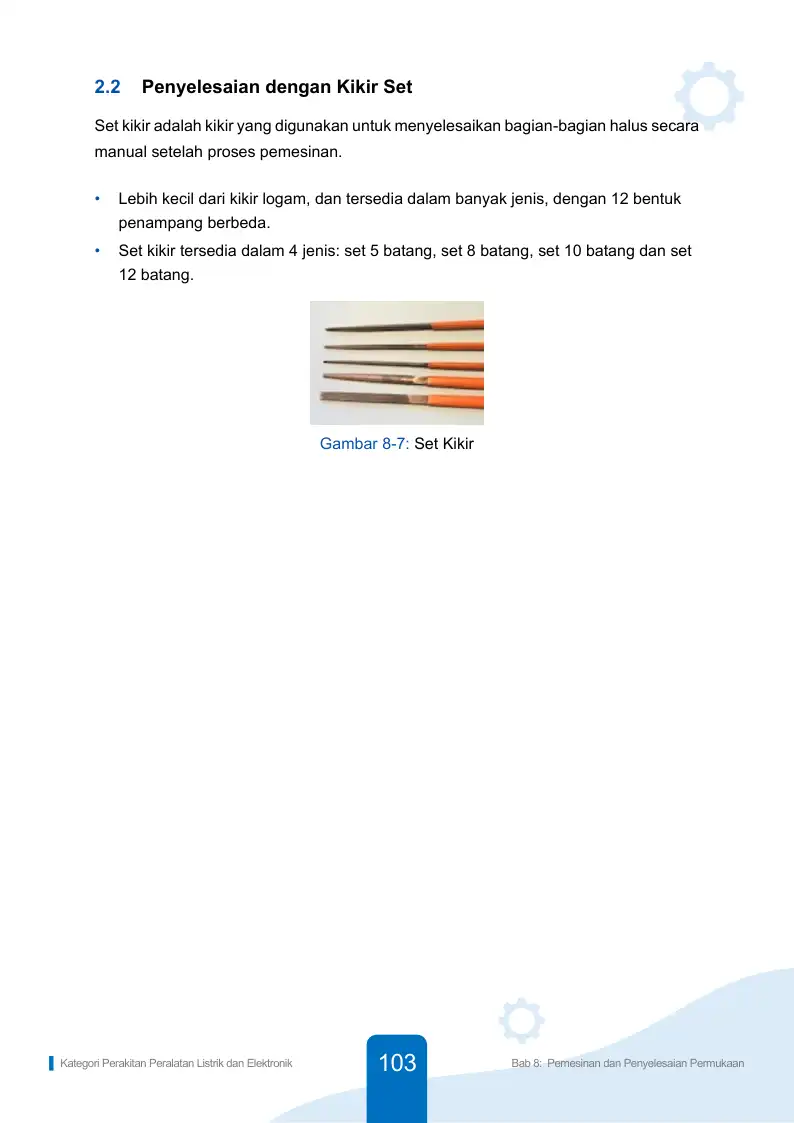 2.2 Penyelesaian dengan Kikir Set
Set kikir adalah kikir yang digunakan untuk menyelesaikan bagian-bagian halus secara
manual setelah proses pemesinan.
• Lebih kecil dari kikir logam, dan tersedia dalam banyak jenis, dengan 12 bentuk
penampang berbeda.
• Set kikir tersedia dalam 4 jenis: set 5 batang, set 8 batang, set 10 batang dan set
12 batang.
Gambar 8-7: Set Kikir
Kategori Perakitan Peralatan Listrik dan Elektronik
103
Bab 8: Pemesinan dan Penyelesaian Permukaan